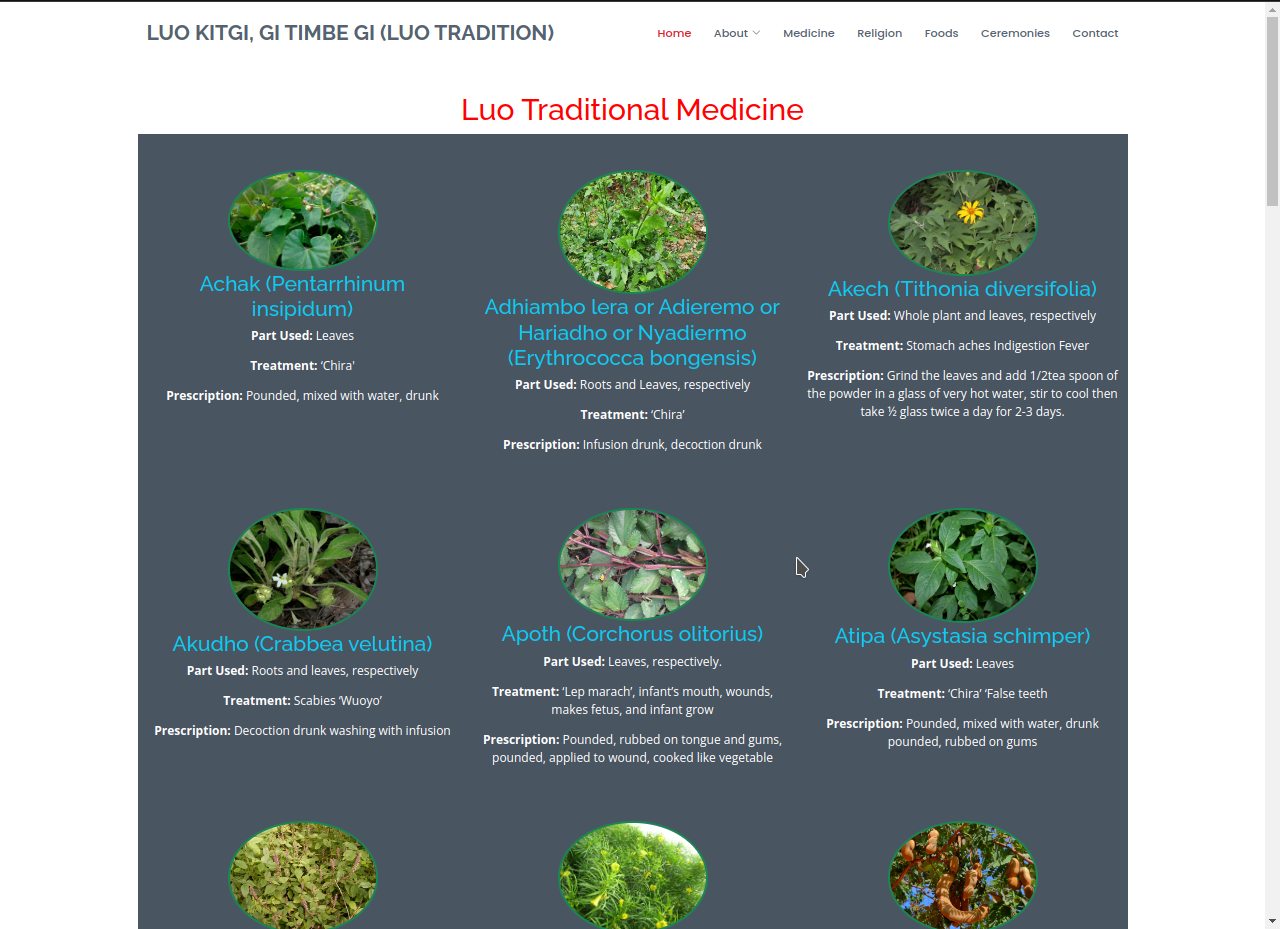 LUO KITGI, GI TIMBE GI (LUO TRADITION)
Home About Medicine Religion Foods Ceremonies Contact
Luo Traditional Medicine
Achak (Pentarrhinum
insipidum)
Part Used: Leaves
Treatment: ‘Chira'
Prescription: Pounded, mixed with water, drunk
Adhiambo lera or Adieremo or
Hariadho or Nyadiermo
(Erythrococca bongensis)
Part Used: Roots and Leaves, respectively
Treatment: ‘Chira’
Prescription: Infusion drunk, decoction drunk
Akech (Tithonia diversifolia)
Part Used: Whole plant and leaves, respectively
Treatment: Stomach aches Indigestion Fever
Prescription: Grind the leaves and add 1/2tea spoon of
the powder in a glass of very hot water, stir to cool then
take ½ glass twice a day for 2-3 days.
Akudho (Crabbea velutina)
Part Used: Roots and leaves, respectively
Treatment: Scabies ‘Wuoyo’
Prescription: Decoction drunk washing with infusion
Apoth (Corchorus olitorius)
Part Used: Leaves, respectively.
Treatment: ‘Lep marach’, infant’s mouth, wounds,
makes fetus, and infant grow
Prescription: Pounded, rubbed on tongue and gums,
pounded, applied to wound, cooked like vegetable
Atipa (Asystasia schimper)
Part Used: Leaves
Treatment: ‘Chira’ ‘False teeth
Prescription: Pounded, mixed with water, drunk
pounded, rubbed on gums